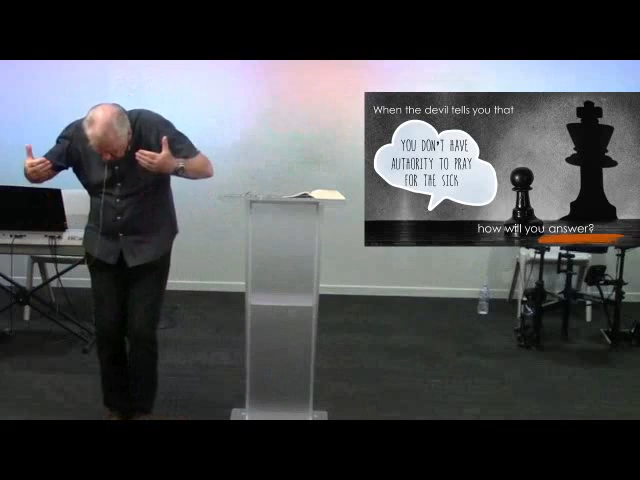 When the devil tells you that
YOU DON'T HAVE
AUTHORITY TO PRAY
FOR THE SICK
how will you answer?